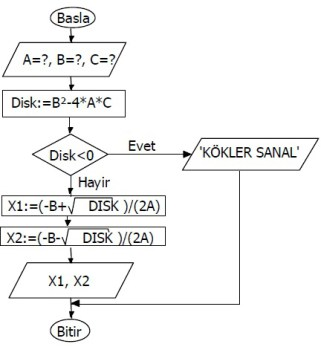 Basla
A=?, B=?, C=?
Disk:=B²-4*A*C
Disk<0
Evet
'KÖKLER SANAL'
Hayir
X1:=(-B+√ DISK )/(2A)
X2:=(-B-√ DISK )/(2A)
X1, X2
Bitir